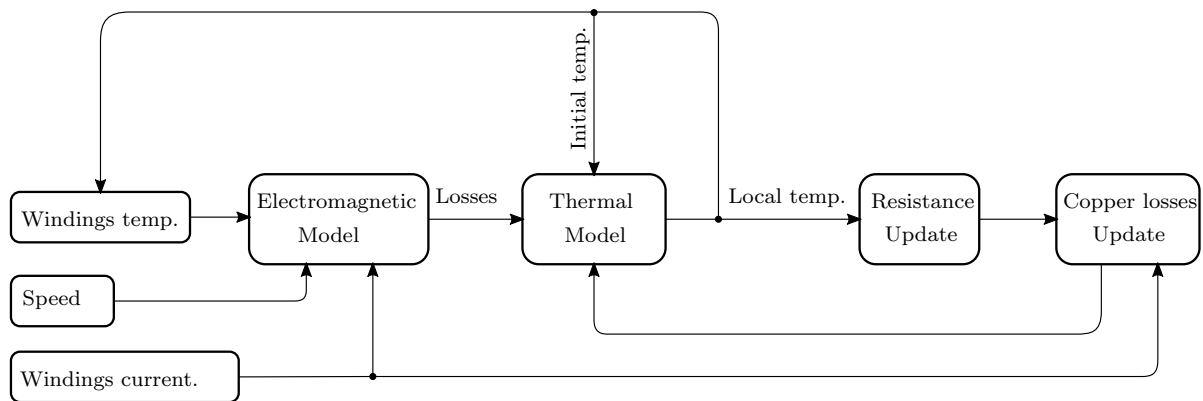 Initial temp.
Windings temp.
Electromagnetic
Model
Losses
Thermal
Model
Local temp.
Resistance
Update
Copper losses
Update
Speed
Windings current.